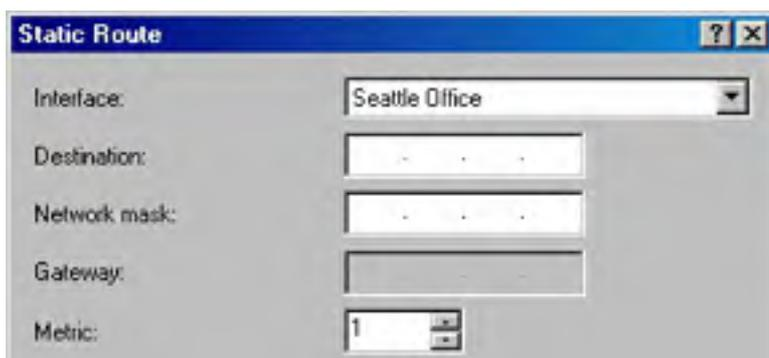 Static Route
Interface: Seattle Office
Destination:
Network mask:
Gateway:
Metric: 1